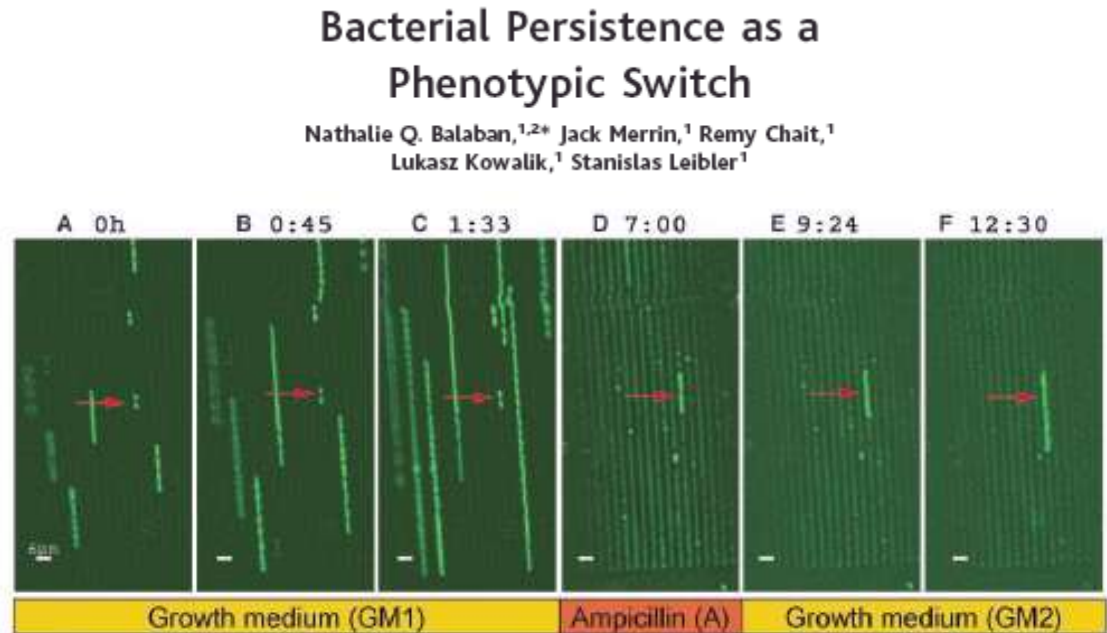 Bacterial Persistence as a
Phenotypic Switch
Nathalie Q. Balaban,¹,²* Jack Merrin,¹ Remy Chait,¹
Lukasz Kowalik,¹ Stanislas Leibler¹
A 0h B 0:45 C 1:33 D 7:00 E 9:24 F 12:30
6µm
Growth medium (GM1) Ampicillin (A) Growth medium (GM2)